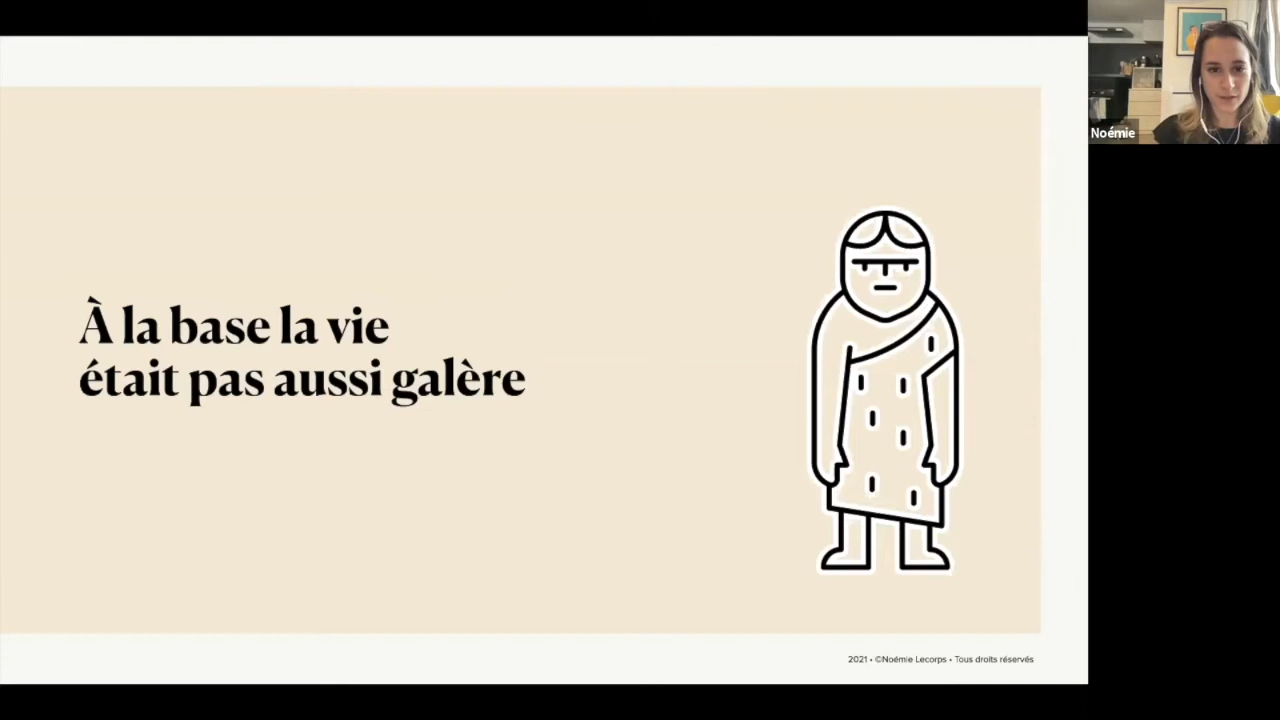 À la base la vie
était pas aussi galère
2021 • ©Noémie Lecorps • Tous droits réservés
Noémie